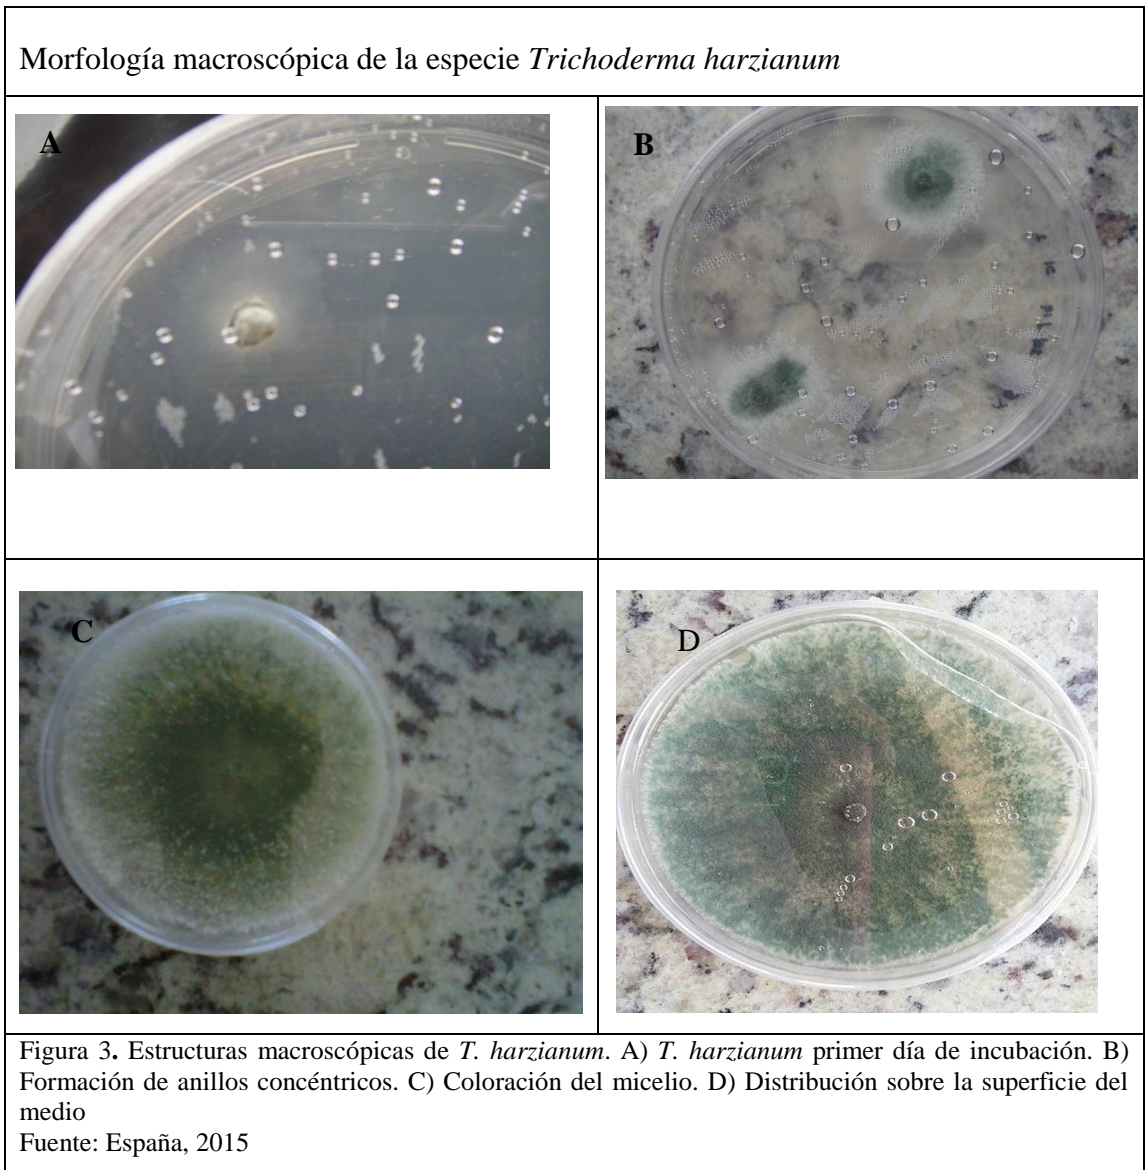 Morfología macroscópica de la especie Trichoderma harzianum
A
B
C
D
Figura 3. Estructuras macroscópicas de T. harzianum. A) T. harzianum primer día de incubación. B)
Formación de anillos concéntricos. C) Coloración del micelio. D) Distribución sobre la superficie del
medio
Fuente: España, 2015